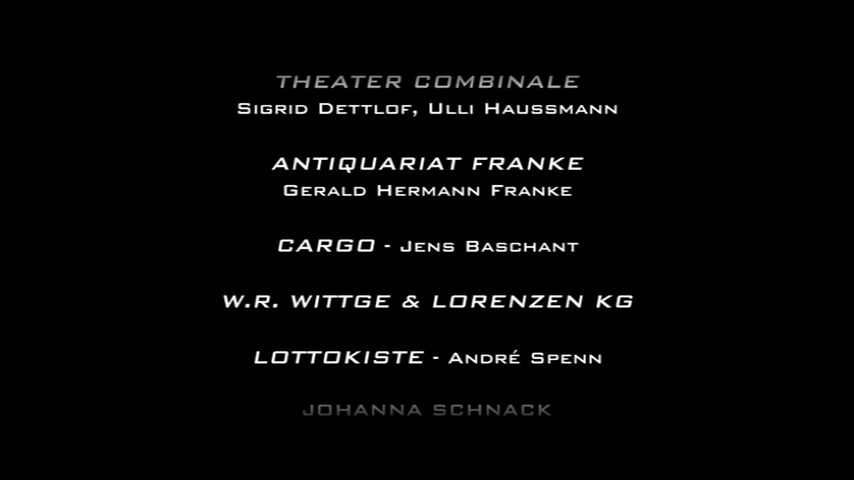 THEATER COMBINALE
SIGRID DETTLOF, ULLI HAUSSMANN
ANTIQUARIAT FRANKE
GERALD HERMANN FRANKE
CARGO - JENS BASCHANT
W.R. WITTGE & LORENZEN KG
LOTTOKISTE - ANDRÉ SPENN
JOHANNA SCHNACK